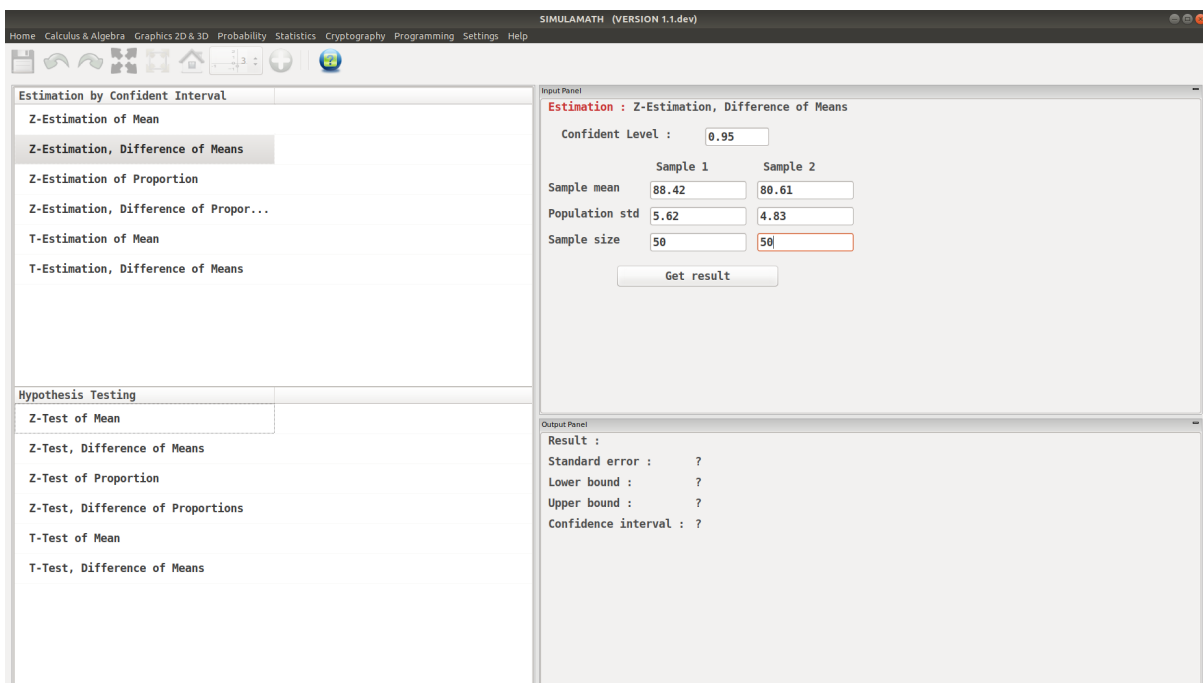 SIMULAMATH (VERSION 1.1.dev)
Home Calculus & Algebra Graphics 2D & 3D Probability Statistics Cryptography Programming Settings Help
3
Estimation by Confident Interval
Z-Estimation of Mean
Z-Estimation, Difference of Means
Z-Estimation of Proportion
Z-Estimation, Difference of Propor...
T-Estimation of Mean
T-Estimation, Difference of Means
Hypothesis Testing
Z-Test of Mean
Z-Test, Difference of Means
Z-Test of Proportion
Z-Test, Difference of Proportions
T-Test of Mean
T-Test, Difference of Means
Input Panel
Estimation : Z-Estimation, Difference of Means
Confident Level : 0.95
Sample 1 Sample 2
Sample mean 88.42 80.61
Population std 5.62 4.83
Sample size 50 50
Get result
Output Panel
Result :
Standard error : ?
Lower bound : ?
Upper bound : ?
Confidence interval : ?